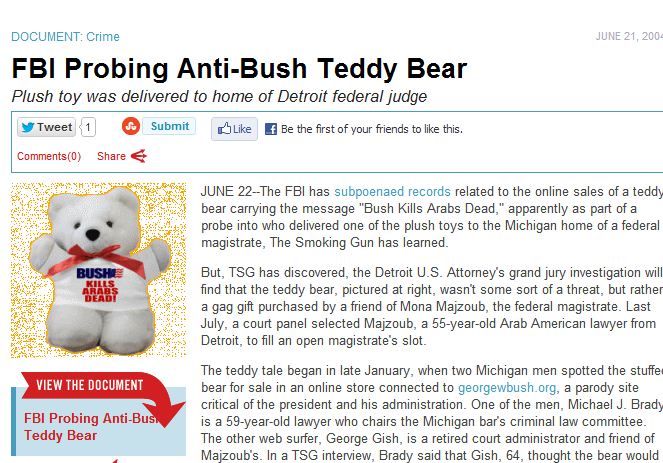 DOCUMENT: Crime
JUNE 21, 2004
FBI Probing Anti-Bush Teddy Bear
Plush toy was delivered to home of Detroit federal judge
Tweet 1 Submit Like f Be the first of your friends to like this.
Comments(0) Share
BUSH
KILLS
ARABS
DEAD!
VIEW THE DOCUMENT
FBI Probing Anti-Bush
Teddy Bear
JUNE 22--The FBI has subpoenaed records related to the online sales of a teddy
bear carrying the message "Bush Kills Arabs Dead," apparently as part of a
probe into who delivered one of the plush toys to the Michigan home of a federal
magistrate, The Smoking Gun has learned.
But, TSG has discovered, the Detroit U.S. Attorney's grand jury investigation will
find that the teddy bear, pictured at right, wasn't some sort of a threat, but rather
a gag gift purchased by a friend of Mona Majzoub, the federal magistrate. Last
July, a court panel selected Majzoub, a 55-year-old Arab American lawyer from
Detroit, to fill an open magistrate's slot.
The teddy tale began in late January, when two Michigan men spotted the stuffe
bear for sale in an online store connected to georgewbush.org, a parody site
critical of the president and his administration. One of the men, Michael J. Brady
is a 59-year-old lawyer who chairs the Michigan bar's criminal law committee.
The other web surfer, George Gish, is a retired court administrator and friend of
Majzoub's. In a TSG interview, Brady said that Gish, 64, thought the bear would